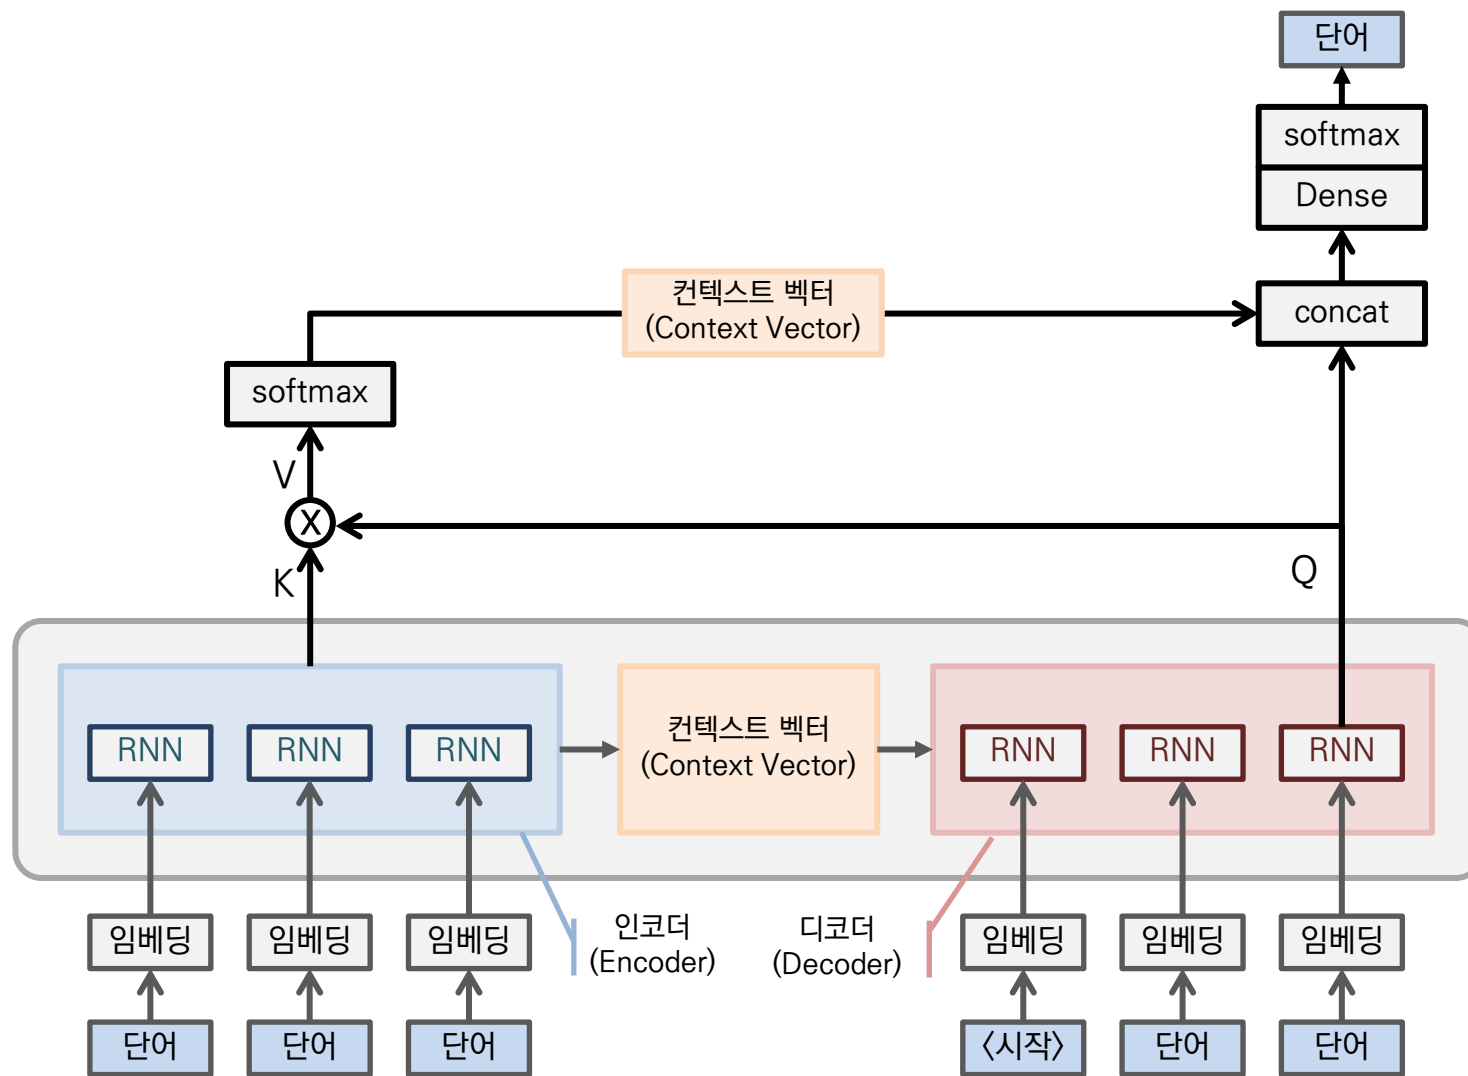 단어
softmax
Dense
컨텍스트 벡터
(Context Vector)
concat
softmax
V
X
K
Q
RNN
RNN
RNN
컨텍스트 벡터
(Context Vector)
RNN
RNN
RNN
임베딩
임베딩
임베딩
인코더
(Encoder)
디코더
(Decoder)
임베딩
임베딩
임베딩
단어
단어
단어
〈시작〉
단어
단어